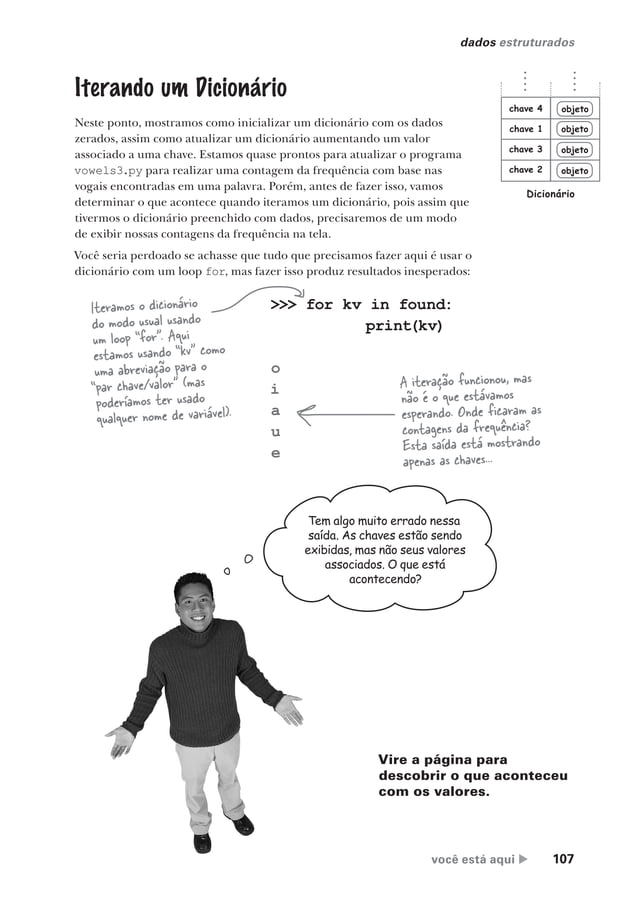 dados estruturados
Iterando um Dicionário
Neste ponto, mostramos como inicializar um dicionário com os dados
zerados, assim como atualizar um dicionário aumentando um valor
associado a uma chave. Estamos quase prontos para atualizar o programa
vowels3.py para realizar uma contagem da frequência com base nas
vogais encontradas em uma palavra. Porém, antes de fazer isso, vamos
determinar o que acontece quando iteramos um dicionário, pois assim que
tivermos o dicionário preenchido com dados, precisaremos de um modo
de exibir nossas contagens da frequência na tela.
chave 4 objeto
chave 1 objeto
chave 3 objeto
chave 2 objeto
Dicionário
Você seria perdoado se achasse que tudo que precisamos fazer aqui é usar o
dicionário com um loop for, mas fazer isso produz resultados inesperados:
Iteramos o dicionário
do modo usual usando
um loop “for”. Aqui
estamos usando “kv” como
uma abreviação para o
“par chave/valor” (mas
poderíamos ter usado
qualquer nome de variável).
>>> for kv in found:
print(kv)
o
i
a
u
e
A iteração funcionou, mas
não é o que estávamos
esperando. Onde ficaram as
contagens da frequência?
Esta saída está mostrando
apenas as chaves...
Tem algo muito errado nessa
saída. As chaves estão sendo
exibidas, mas não seus valores
associados. O que está
acontecendo?
Vire a página para
descobrir o que aconteceu
com os valores.
você está aqui ▶ 107